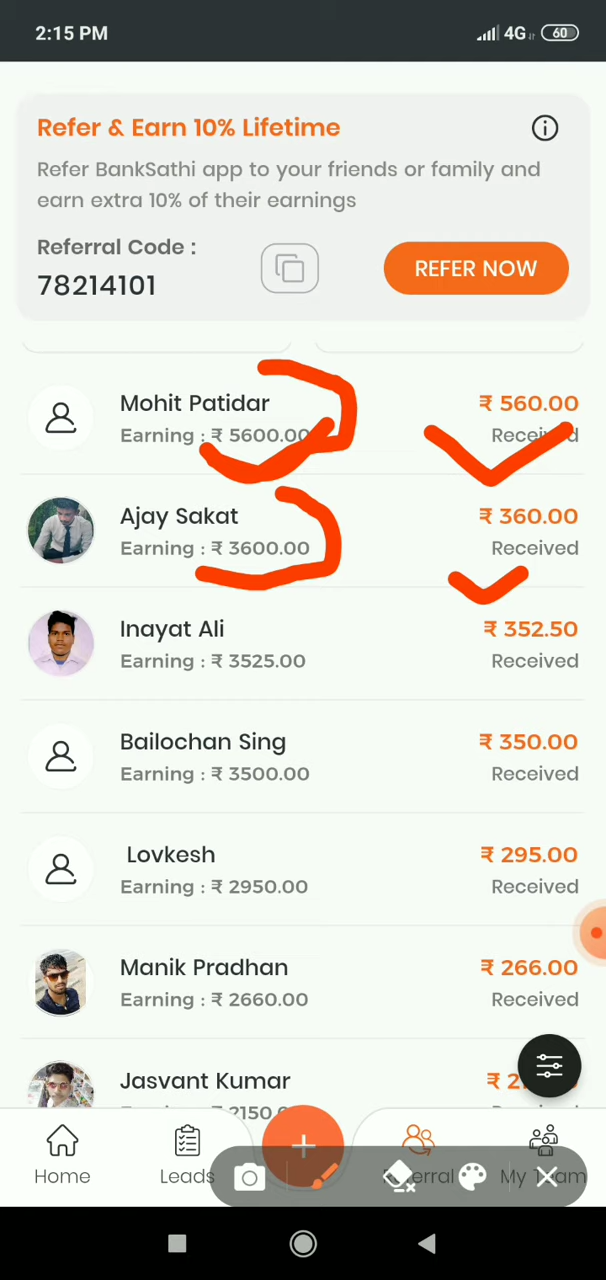 2:15 PM
4G
60
Refer & Earn 10% Lifetime
Refer BankSathi app to your friends or family and
earn extra 10% of their earnings
Referral Code :
78214101
REFER NOW
Mohit Patidar
₹ 560.00
Earning : ₹ 5600.00
Received
Ajay Sakat
₹ 360.00
Earning : ₹ 3600.00
Received
Inayat Ali
₹ 352.50
Earning : ₹ 3525.00
Received
Bailochan Sing
₹ 350.00
Earning : ₹ 3500.00
Received
Lovkesh
₹ 295.00
Earning : ₹ 2950.00
Received
Manik Pradhan
₹ 266.00
Earning : ₹ 2660.00
Received
Jasvant Kumar
Home
Leads
Referral
My Team